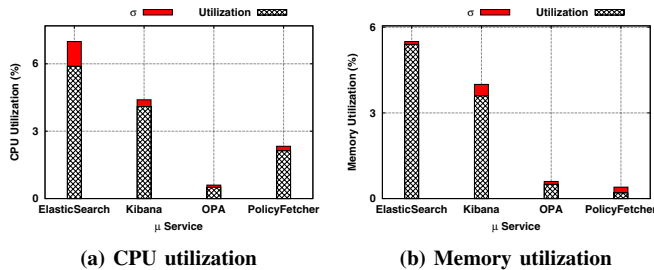 σ Utilization
CPU Utilization (%)
6
3
0
ElasticSearch Kibana OPA PolicyFetcher
μ Service
(a) CPU utilization
σ Utilization
Memory Utilization (%)
6
3
0
ElasticSearch Kibana OPA PolicyFetcher
μ Service
(b) Memory utilization